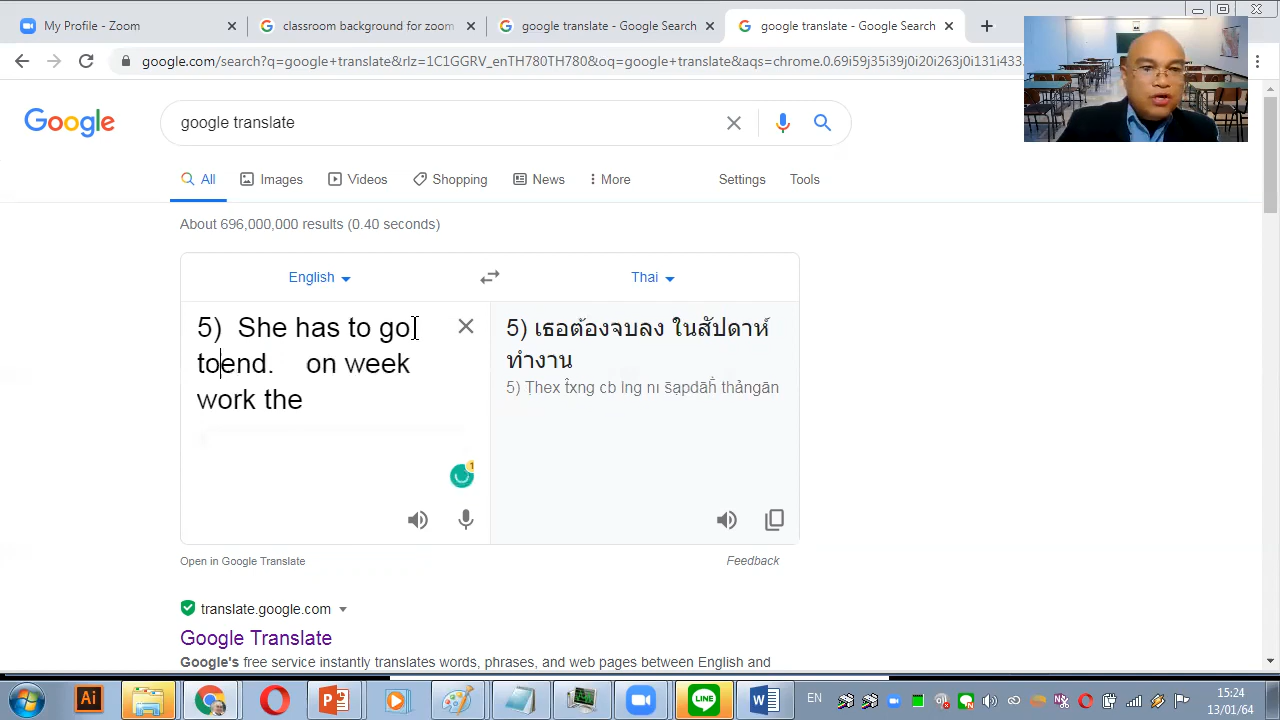 My Profile - Zoom
classroom background for zoom
google translate - Google Search
google translate - Google Search
google.com/search?q=google+translate&rlz=1C1GGRV_enTH780TH780&oq=google+translate&aqs=chrome.0.69i59j35i39j0i20i263j0i131i433.
Google
google translate
All
Images
Videos
Shopping
News
More
Settings
Tools
About 696,000,000 results (0.40 seconds)
English
Thai
5)  She has to go
toend.    on week
work the
5) เธอต้องจบลง ในสัปดาห์
ทำงาน
5) Ṭhex t̂xng cb lng nı s̄ạpdāh̄̒ thảngān
1
Open in Google Translate
Feedback
translate.google.com
Google Translate
Google's free service instantly translates words, phrases, and web pages between English and
Ai
LINE
EN
15:24
13/01/64